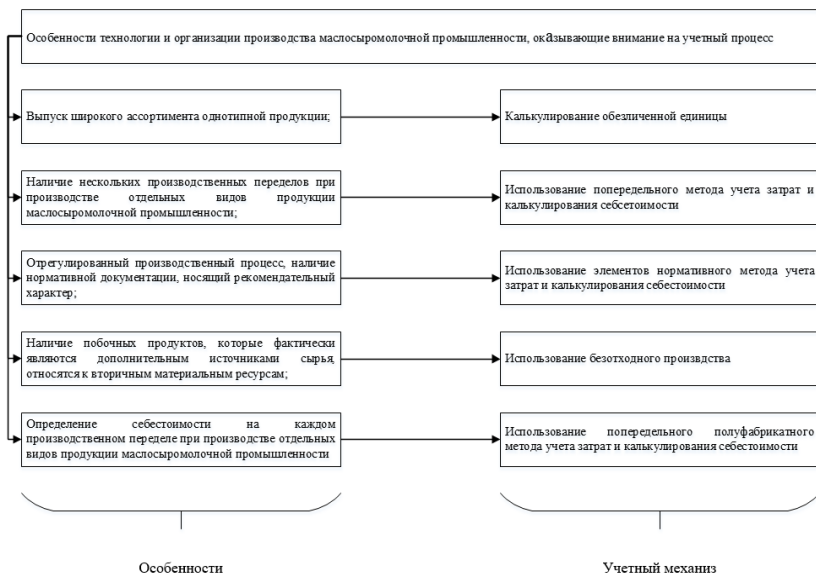 Особенности технологии и организации производства маслосыромолочной промышленности, оказывающие внимание на учетный процесс
Выпуск широкого ассортимента однотипной продукции;
Калькулирование обезличенной единицы
Наличие нескольких производственных переделов при
производстве отдельных видов продукции
маслосыромолочной промышленности;
Использование попередельного метода учета затрат и
калькулирования себсетоимости
Отрегулированный производственный процесс, наличие
нормативной документации, носящий рекомендательный
характер;
Использование элементов нормативного метода учета
затрат и калькулирования себестоимости
Наличие побочных продуктов, которые фактически
являются дополнительным источниками сырья,
относятся к вторичным материальным ресурсам;
Использование безотходного произвдства
Определение себестоимости на каждом
производственном переделе при производстве отдельных
видов продукции маслосыромолочной промышленности
Использование попередельного полуфабрикатного
метода учета затрат и калькулирования себестоимости
Особенности
Учетный механиз